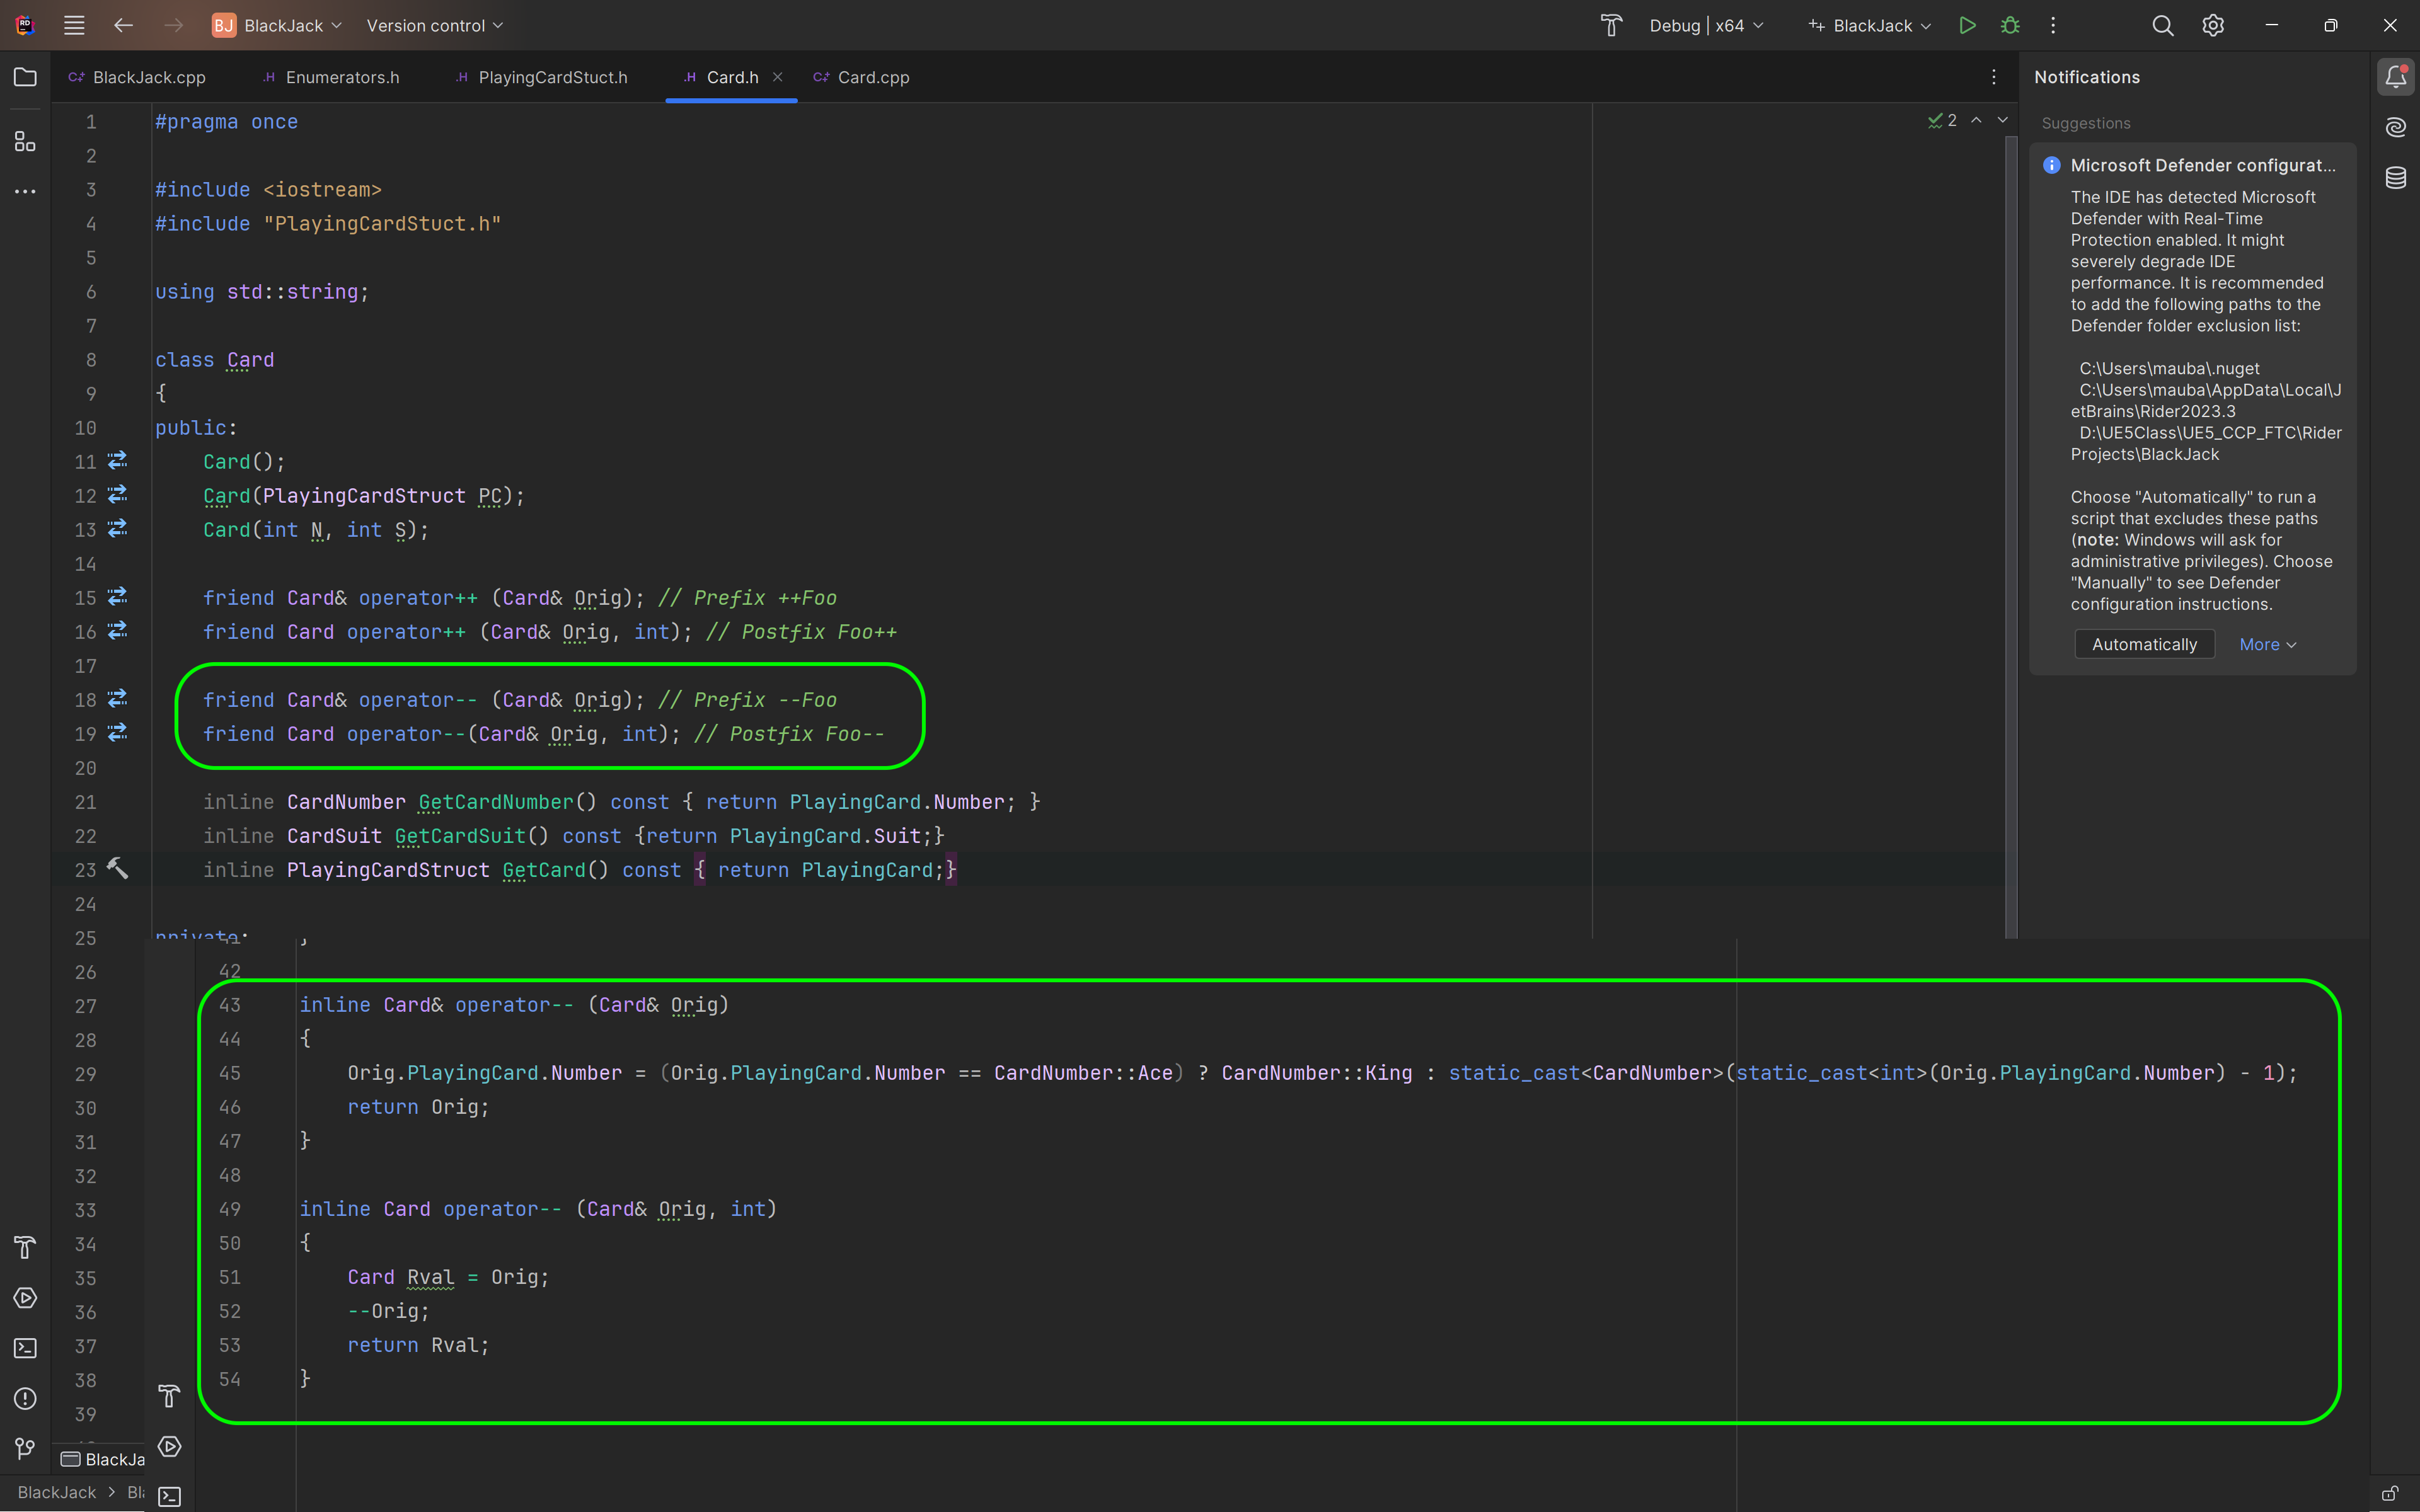 BJ BlackJack Version control Debug | x64 BlackJack
BlackJack.cpp Enumerators.h PlayingCardStuct.h Card.h Card.cpp
1 #pragma once
2
3 #include <iostream>
4 #include "PlayingCardStuct.h"
5
6 using std::string;
7
8 class Card
9 {
10 public:
11 Card();
12 Card(PlayingCardStruct PC);
13 Card(int N, int S);
14
15 friend Card& operator++ (Card& Orig); // Prefix ++Foo
16 friend Card operator++ (Card& Orig, int); // Postfix Foo++
17
18 friend Card& operator-- (Card& Orig); // Prefix --Foo
19 friend Card operator--(Card& Orig, int); // Postfix Foo--
20
21 inline CardNumber GetCardNumber() const { return PlayingCard.Number; }
22 inline CardSuit GetCardSuit() const {return PlayingCard.Suit;}
23 inline PlayingCardStruct GetCard() const { return PlayingCard;}
24
25 private:
26
27
28
29
30
31
32
33
34
35
36
37
38
39
2
Notifications
Suggestions
Microsoft Defender configurat...
The IDE has detected Microsoft
Defender with Real-Time
Protection enabled. It might
severely degrade IDE
performance. It is recommended
to add the following paths to the
Defender folder exclusion list:
C:\Users\mauba\.nuget
C:\Users\mauba\AppData\Local\J
etBrains\Rider2023.3
D:\UE5Class\UE5_CCP_FTC\Rider
Projects\BlackJack
Choose "Automatically" to run a
script that excludes these paths
(note: Windows will ask for
administrative privileges). Choose
"Manually" to see Defender
configuration instructions.
Automatically More
41 }
42
43 inline Card& operator-- (Card& Orig)
44 {
45 Orig.PlayingCard.Number = (Orig.PlayingCard.Number == CardNumber::Ace) ? CardNumber::King : static_cast<CardNumber>(static_cast<int>(Orig.PlayingCard.Number) - 1);
46 return Orig;
47 }
48
49 inline Card operator-- (Card& Orig, int)
50 {
51 Card Rval = Orig;
52 --Orig;
53 return Rval;
54 }
BlackJa
BlackJack > Bl